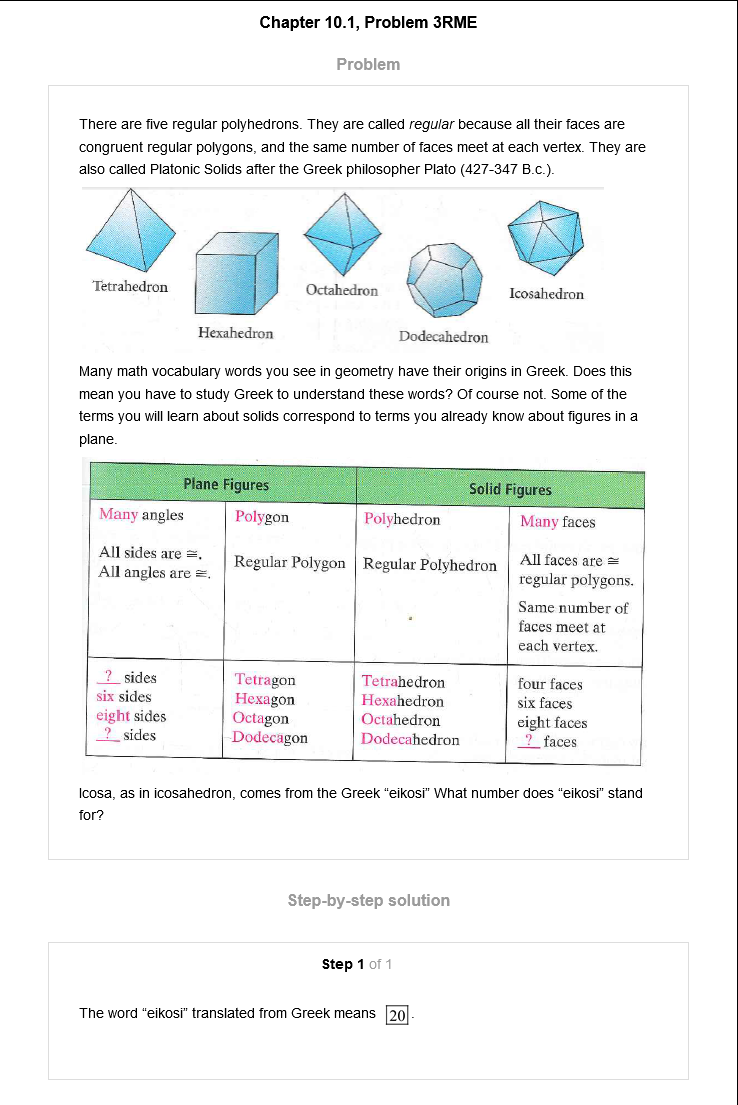 Chapter 10.1, Problem 3RME
Problem
There are five regular polyhedrons. They are called regular because all their faces are
congruent regular polygons, and the same number of faces meet at each vertex. They are
also called Platonic Solids after the Greek philosopher Plato (427-347 B.c.).
Tetrahedron
Hexahedron
Octahedron
Dodecahedron
Icosahedron
Many math vocabulary words you see in geometry have their origins in Greek. Does this
mean you have to study Greek to understand these words? Of course not. Some of the
terms you will learn about solids correspond to terms you already know about figures in a
plane.
Plane Figures Solid Figures
Many angles Polygon Polyhedron Many faces
All sides are ≅.
All angles are ≅.
Regular Polygon Regular Polyhedron
All faces are ≅
regular polygons.
Same number of
faces meet at
each vertex.
? sides Tetragon Tetrahedron four faces
six sides Hexagon Hexahedron six faces
eight sides Octagon Octahedron eight faces
? sides Dodecagon Dodecahedron ? faces
Icosa, as in icosahedron, comes from the Greek “eikosi” What number does “eikosi” stand
for?
Step-by-step solution
Step 1 of 1
The word “eikosi” translated from Greek means 20.